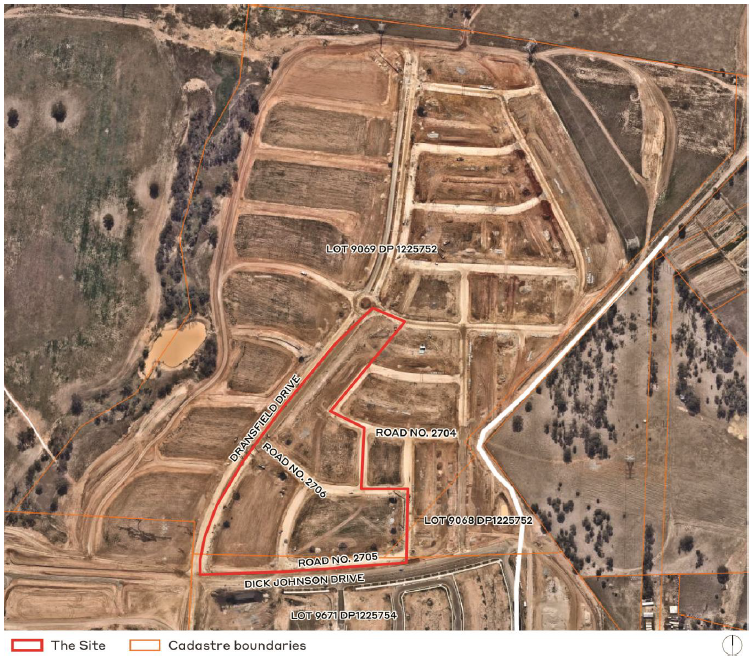 LOT 9069 DP 1225752
DRANSFIELD DRIVE
ROAD NO. 2704
ROAD NO. 2706
LOT 9068 DP1225752
ROAD NO. 2705
DICK JOHNSON DRIVE
LOT 9671 DP1225754
The Site
Cadastre boundaries